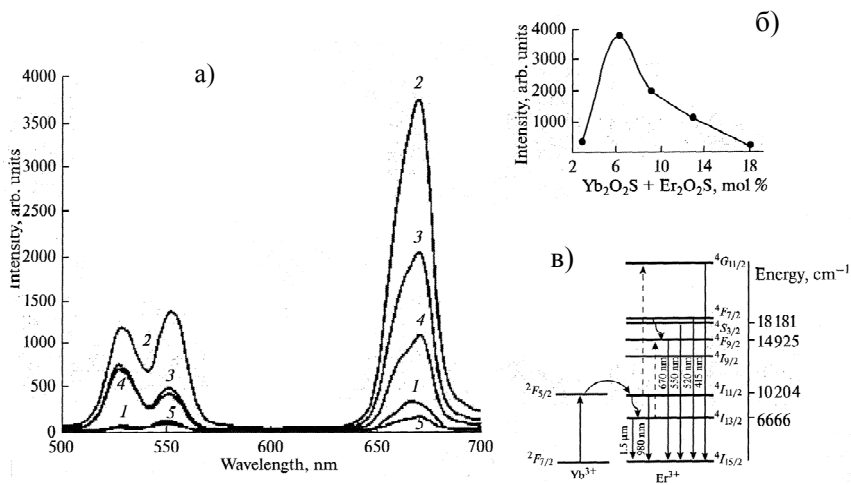 а)
Intensity, arb. units
4000
3500
3000
2500
2000
1500
1000
500
0
2
3
4
1
5
2
3
4
1
5
500 550 600 650 700
Wavelength, nm
б)
Intensity, arb. units
4000
3000
2000
1000
2 6 10 14 18
Yb₂O₂S + Er₂O₂S, mol %
в)
⁴G₁₁/₂
Energy, cm⁻¹
⁴F₇/₂
⁴S₃/₂
18 181
⁴F₉/₂
14925
⁴I₉/₂
670 nm
550 nm
520 nm
415 nm
²F₅/₂
⁴I₁₁/₂
10 204
⁴I₁₃/₂
6666
1.5 μm
980 nm
²F₇/₂
⁴I₁₅/₂
Yb³⁺
Er³⁺